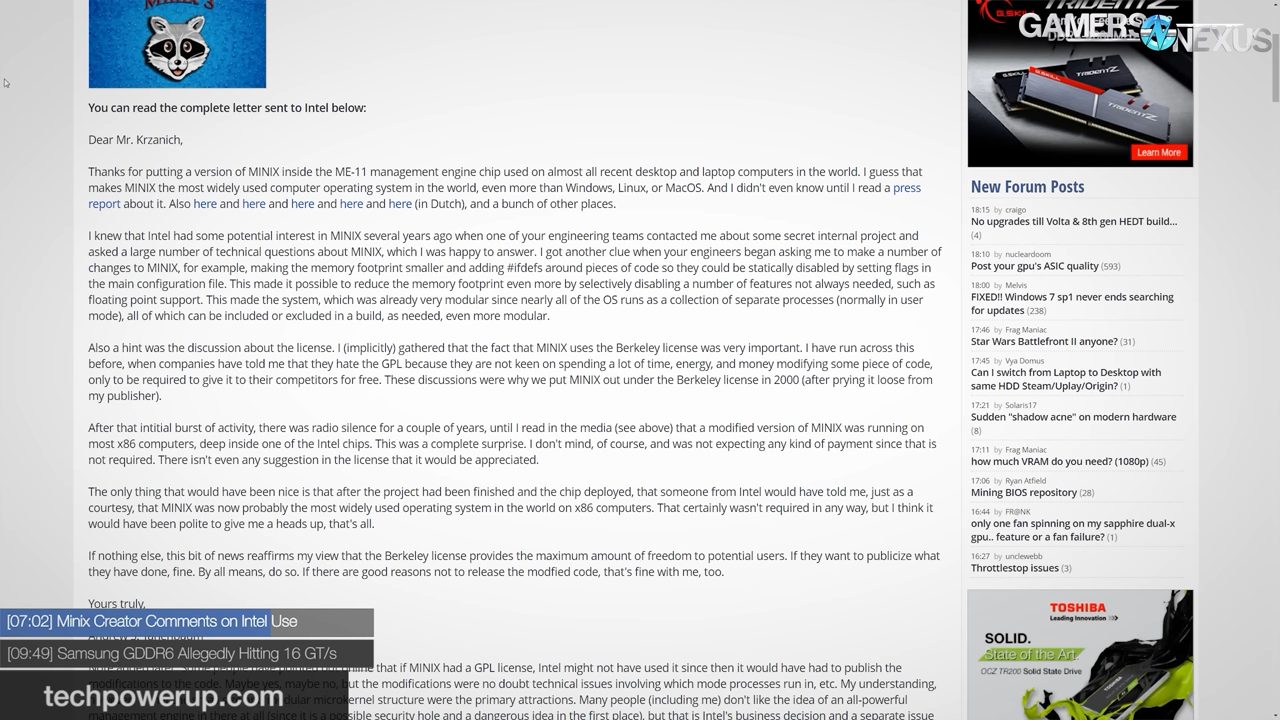 MINIX 3
You can read the complete letter sent to Intel below:
Dear Mr. Krzanich,
Thanks for putting a version of MINIX inside the ME-11 management engine chip used on almost all recent desktop and laptop computers in the world. I guess that
makes MINIX the most widely used computer operating system in the world, even more than Windows, Linux, or MacOS. And I didn't even know until I read a press
report about it. Also here and here and here and here and here (in Dutch), and a bunch of other places.
I knew that Intel had some potential interest in MINIX several years ago when one of your engineering teams contacted me about some secret internal project and
asked a large number of technical questions about MINIX, which I was happy to answer. I got another clue when your engineers began asking me to make a number of
changes to MINIX, for example, making the memory footprint smaller and adding #ifdefs around pieces of code so they could be statically disabled by setting flags in
the main configuration file. This made it possible to reduce the memory footprint even more by selectively disabling a number of features not always needed, such as
floating point support. This made the system, which was already very modular since nearly all of the OS runs as a collection of separate processes (normally in user
mode), all of which can be included or excluded in a build, as needed, even more modular.
Also a hint was the discussion about the license. I (implicitly) gathered that the fact that MINIX uses the Berkeley license was very important. I have run across this
before, when companies have told me that they hate the GPL because they are not keen on spending a lot of time, energy, and money modifying some piece of code,
only to be required to give it to their competitors for free. These discussions were why we put MINIX out under the Berkeley license in 2000 (after prying it loose from
my publisher).
After that intitial burst of activity, there was radio silence for a couple of years, until I read in the media (see above) that a modified version of MINIX was running on
most x86 computers, deep inside one of the Intel chips. This was a complete surprise. I don't mind, of course, and was not expecting any kind of payment since that is
not required. There isn't even any suggestion in the license that it would be appreciated.
The only thing that would have been nice is that after the project had been finished and the chip deployed, that someone from Intel would have told me, just as a
courtesy, that MINIX was now probably the most widely used operating system in the world on x86 computers. That certainly wasn't required in any way, but I think it
would have been polite to give me a heads up, that's all.
If nothing else, this bit of news reaffirms my view that the Berkeley license provides the maximum amount of freedom to potential users. If they want to publicize what
they have done, fine. By all means, do so. If there are good reasons not to release the modfied code, that's fine with me, too.
Yours truly,
that if MINIX had a GPL license, Intel might not have used it since then it would have had to publish the
modifications to the code. Maybe yes, maybe no, but the modifications were no doubt technical issues involving which mode processes run in, etc. My understanding,
structure were the primary attractions. Many people (including me) don't like the idea of an all-powerful
management engine in there at all (since it is a possible security hole and a dangerous idea in the first place), but that is Intel's business decision and a separate issue
[07:02] Minix Creator Comments on Intel Use
[09:49] Samsung GDDR6 Allegedly Hitting 16 GT/s
techpowerup.com
G.SKILL
TRIDENT Z
GAMERS NEXUS
G.SKILL
TRIDENTZ
TRIDENTZ
Learn More
New Forum Posts
18:15 by craigo
No upgrades till Volta & 8th gen HEDT build...
(4)
18:10 by nucleardoom
Post your gpu's ASIC quality (593)
18:00 by Melvis
FIXED!! Windows 7 sp1 never ends searching
for updates (238)
17:46 by Frag Maniac
Star Wars Battlefront II anyone? (31)
17:45 by Vya Domus
Can I switch from Laptop to Desktop with
same HDD Steam/Uplay/Origin? (1)
17:21 by Solaris17
Sudden "shadow acne" on modern hardware
(8)
17:11 by Frag Maniac
how much VRAM do you need? (1080p) (45)
17:06 by Ryan Atfield
Mining BIOS repository (28)
16:44 by FR@NK
only one fan spinning on my sapphire dual-x
gpu.. feature or a fan failure? (1)
16:27 by unclewebb
Throttlestop issues (3)
TOSHIBA
Leading Innovation >>>
SOLID.
State of the Art.
OCZ TR200 Solid State Drive